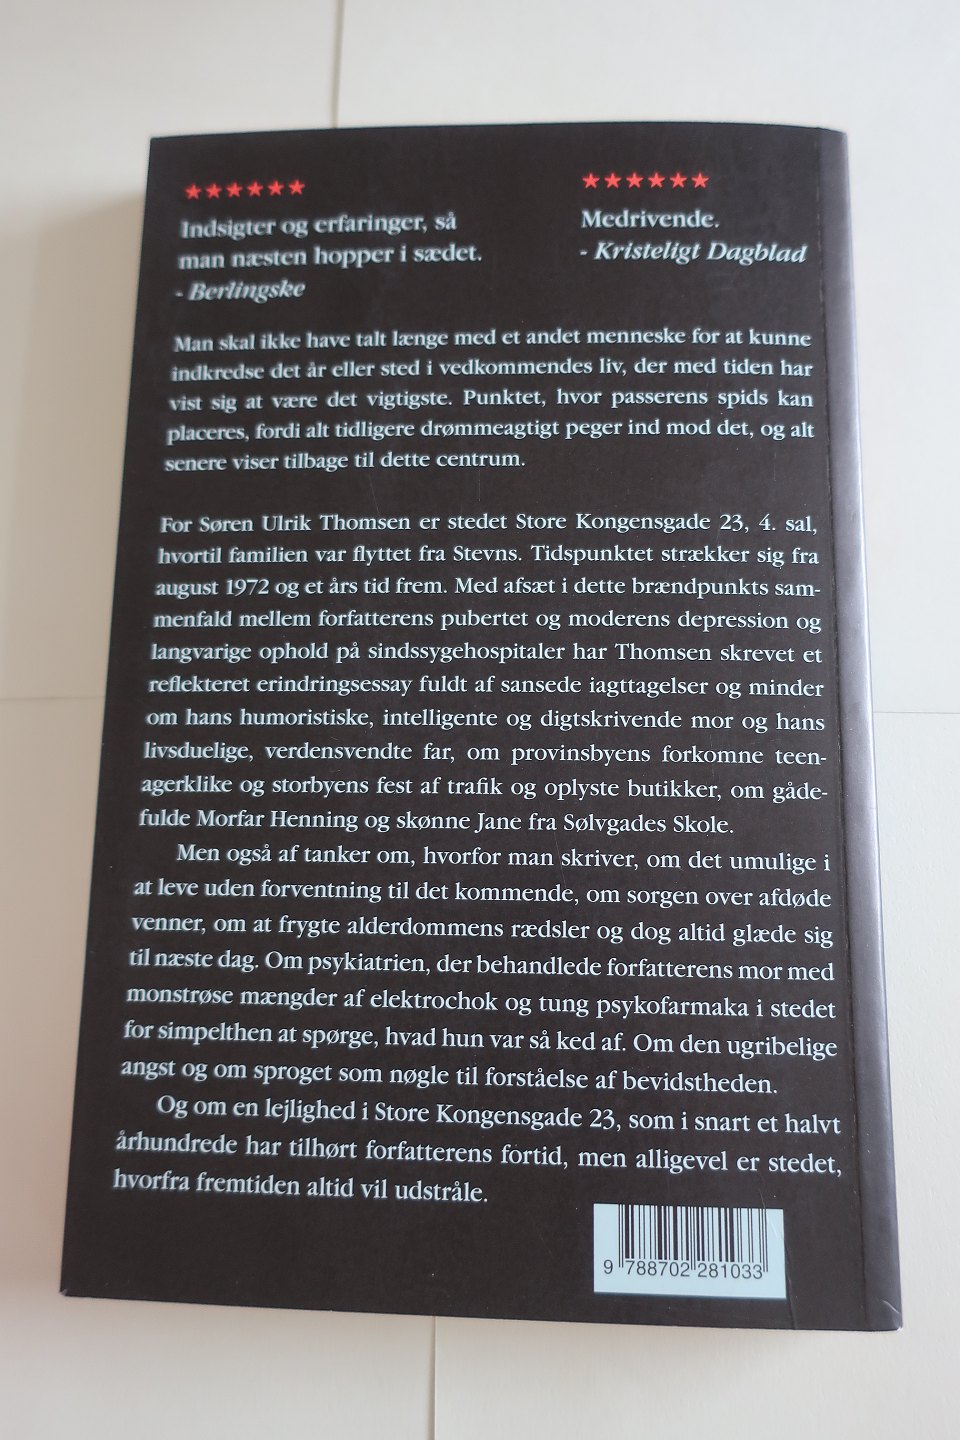 ★★★★★★
Indsigter og erfaringer, så
man næsten hopper i sædet.
- Berlingske
★★★★★★
Medrivende.
- Kristeligt Dagblad
Man skal ikke have talt længe med et andet menneske for at kunne
indkredse det år eller sted i vedkommendes liv, der med tiden har
vist sig at være det vigtigste. Punktet, hvor passerens spids kan
placeres, fordi alt tidligere drømmeagtigt peger ind mod det, og alt
senere viser tilbage til dette centrum.
For Søren Ulrik Thomsen er stedet Store Kongensgade 23, 4. sal,
hvortil familien var flyttet fra Stevns. Tidspunktet strækker sig fra
august 1972 og et års tid frem. Med afsæt i dette brændpunkts sam-
menfald mellem forfatterens pubertet og moderens depression og
langvarige ophold på sindssygehospitaler har Thomsen skrevet et
reflekteret erindringsessay fuldt af sansede iagttagelser og minder
om hans humoristiske, intelligente og digtskrivende mor og hans
livsduelige, verdensvendte far, om provinsbyens forkomne teen-
agerklike og storbyens fest af trafik og oplyste butikker, om gåde-
fulde Morfar Henning og skønne Jane fra Sølvgades Skole.
Men også af tanker om, hvorfor man skriver, om det umulige i
at leve uden forventning til det kommende, om sorgen over afdøde
venner, om at frygte alderdommens rædsler og dog altid glæde sig
til næste dag. Om psykiatrien, der behandlede forfatterens mor med
monstrøse mængder af elektrochok og tung psykofarmaka i stedet
for simpelthen at spørge, hvad hun var så ked af. Om den ugribelige
angst og om sproget som nøgle til forståelse af bevidstheden.
Og om en lejlighed i Store Kongensgade 23, som i snart et halvt
århundrede har tilhørt forfatterens fortid, men alligevel er stedet,
hvorfra fremtiden altid vil udstråle.
9 788702 281033